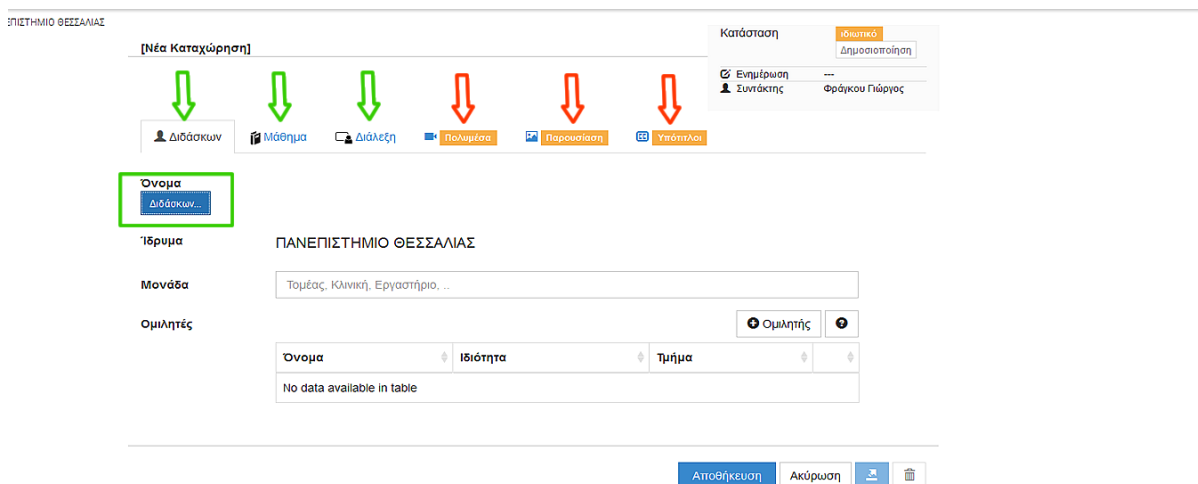 ΕΠΙΣΤΗΜΙΟ ΘΕΣΣΑΛΙΑΣ
[Νέα Καταχώρηση]
Κατάσταση ιδιωτικό
Δημοσιοποίηση
Ενημέρωση ---
Συντάκτης Φράγκου Γιώργος
Διδάσκων Μάθημα Διάλεξη Πολυμέσα Παρουσίαση Υπότιτλοι
Όνομα
Διδάσκων...
Ίδρυμα ΠΑΝΕΠΙΣΤΗΜΙΟ ΘΕΣΣΑΛΙΑΣ
Μονάδα Τομέας, Κλινική, Εργαστήριο, ..
Ομιλητές Ομιλητής
Όνομα Ιδιότητα Τμήμα
No data available in table
Αποθήκευση Ακύρωση